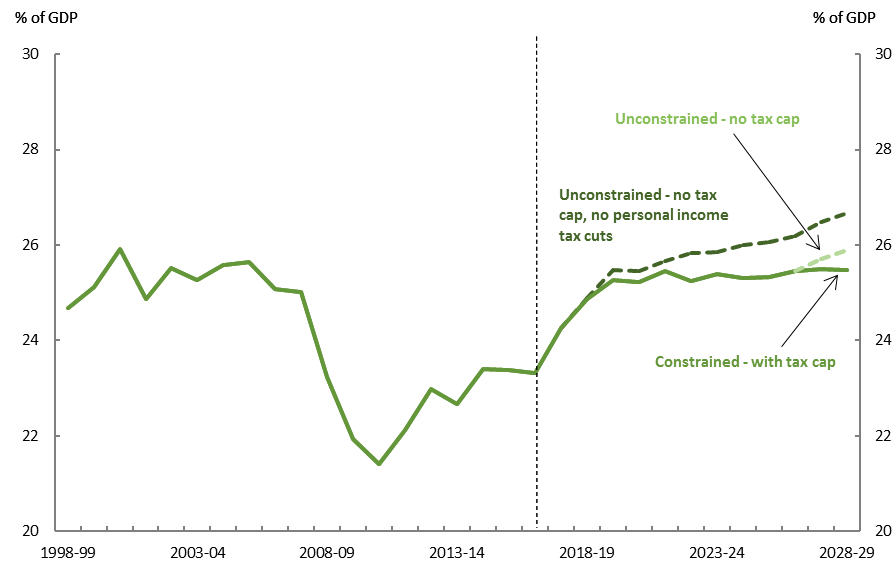 % of GDP
% of GDP
30
30
28
28
26
26
24
24
22
22
20
20
Unconstrained - no tax cap
Unconstrained - no tax
cap, no personal income
tax cuts
Constrained - with tax cap
1998-99
2003-04
2008-09
2013-14
2018-19
2023-24
2028-29